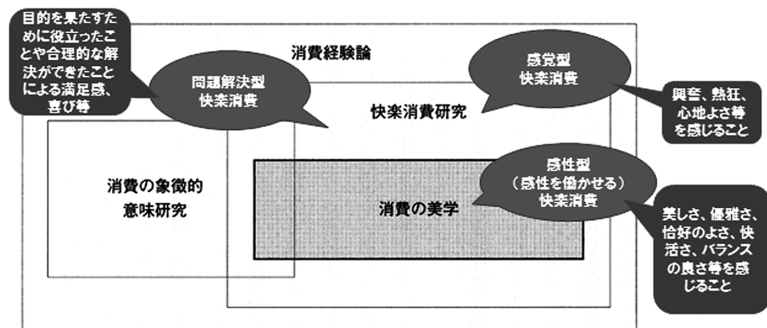 目的を果たすた
めに役立ったこ
とや合理的な解
決ができたこと
による満足感、
喜び等
消費経験論
問題解決型
快楽消費
感覚型
快楽消費
快楽消費研究
興奮、熱狂、
心地よさ等
を感じること
消費の象徴的
意味研究
消費の美学
感性型
（感性を働かせる）
快楽消費
美しさ、優雅さ、
恰好のよさ、快
活さ、バランス
の良さ等を感
じること